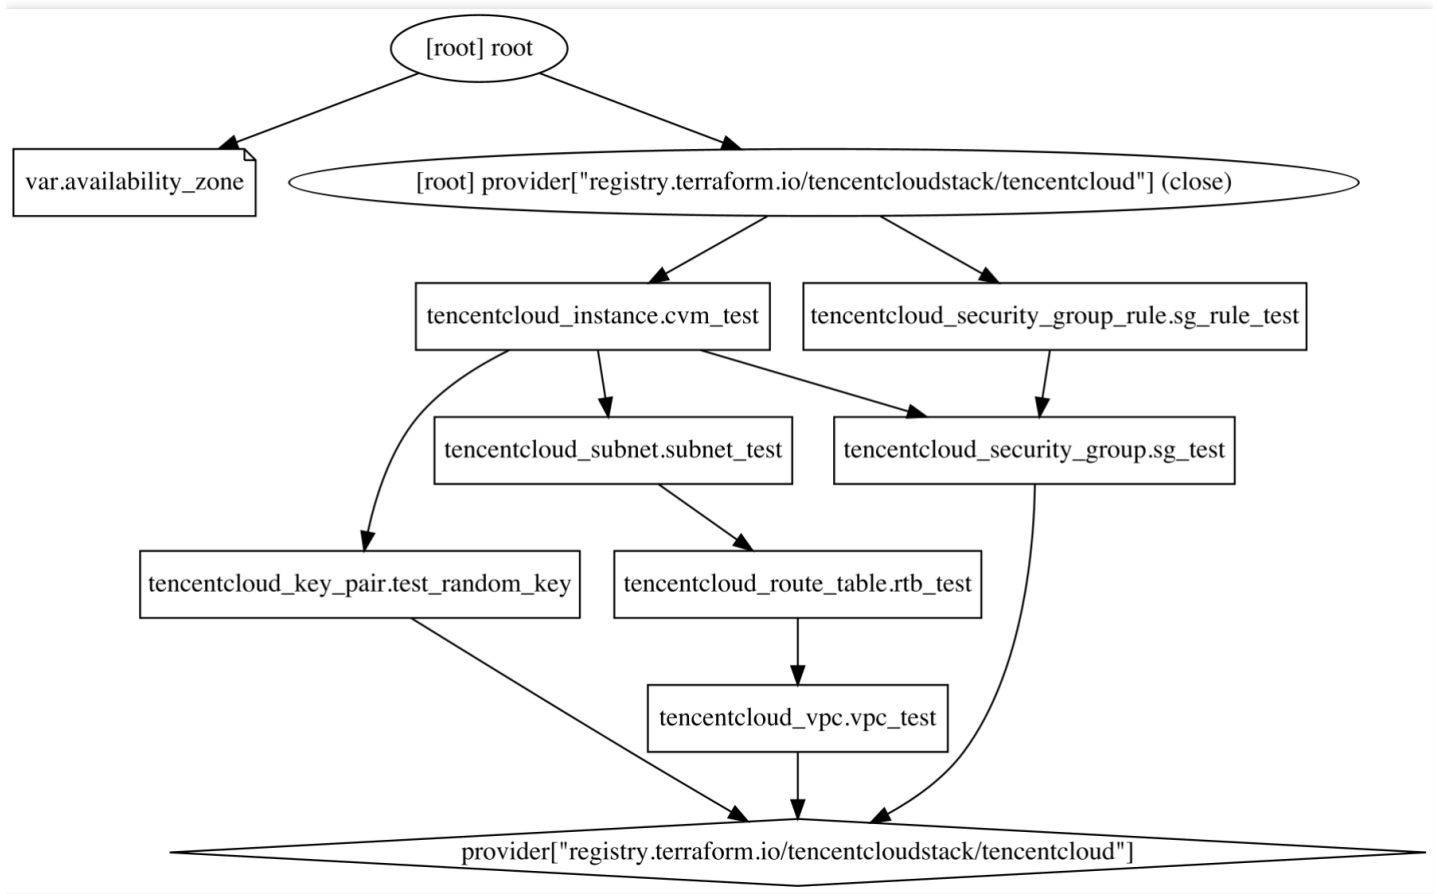 [root] root
var.availability_zone
[root] provider["registry.terraform.io/tencentcloudstack/tencentcloud"] (close)
tencentcloud_instance.cvm_test
tencentcloud_security_group_rule.sg_rule_test
tencentcloud_subnet.subnet_test
tencentcloud_security_group.sg_test
tencentcloud_key_pair.test_random_key
tencentcloud_route_table.rtb_test
tencentcloud_vpc.vpc_test
provider["registry.terraform.io/tencentcloudstack/tencentcloud"]